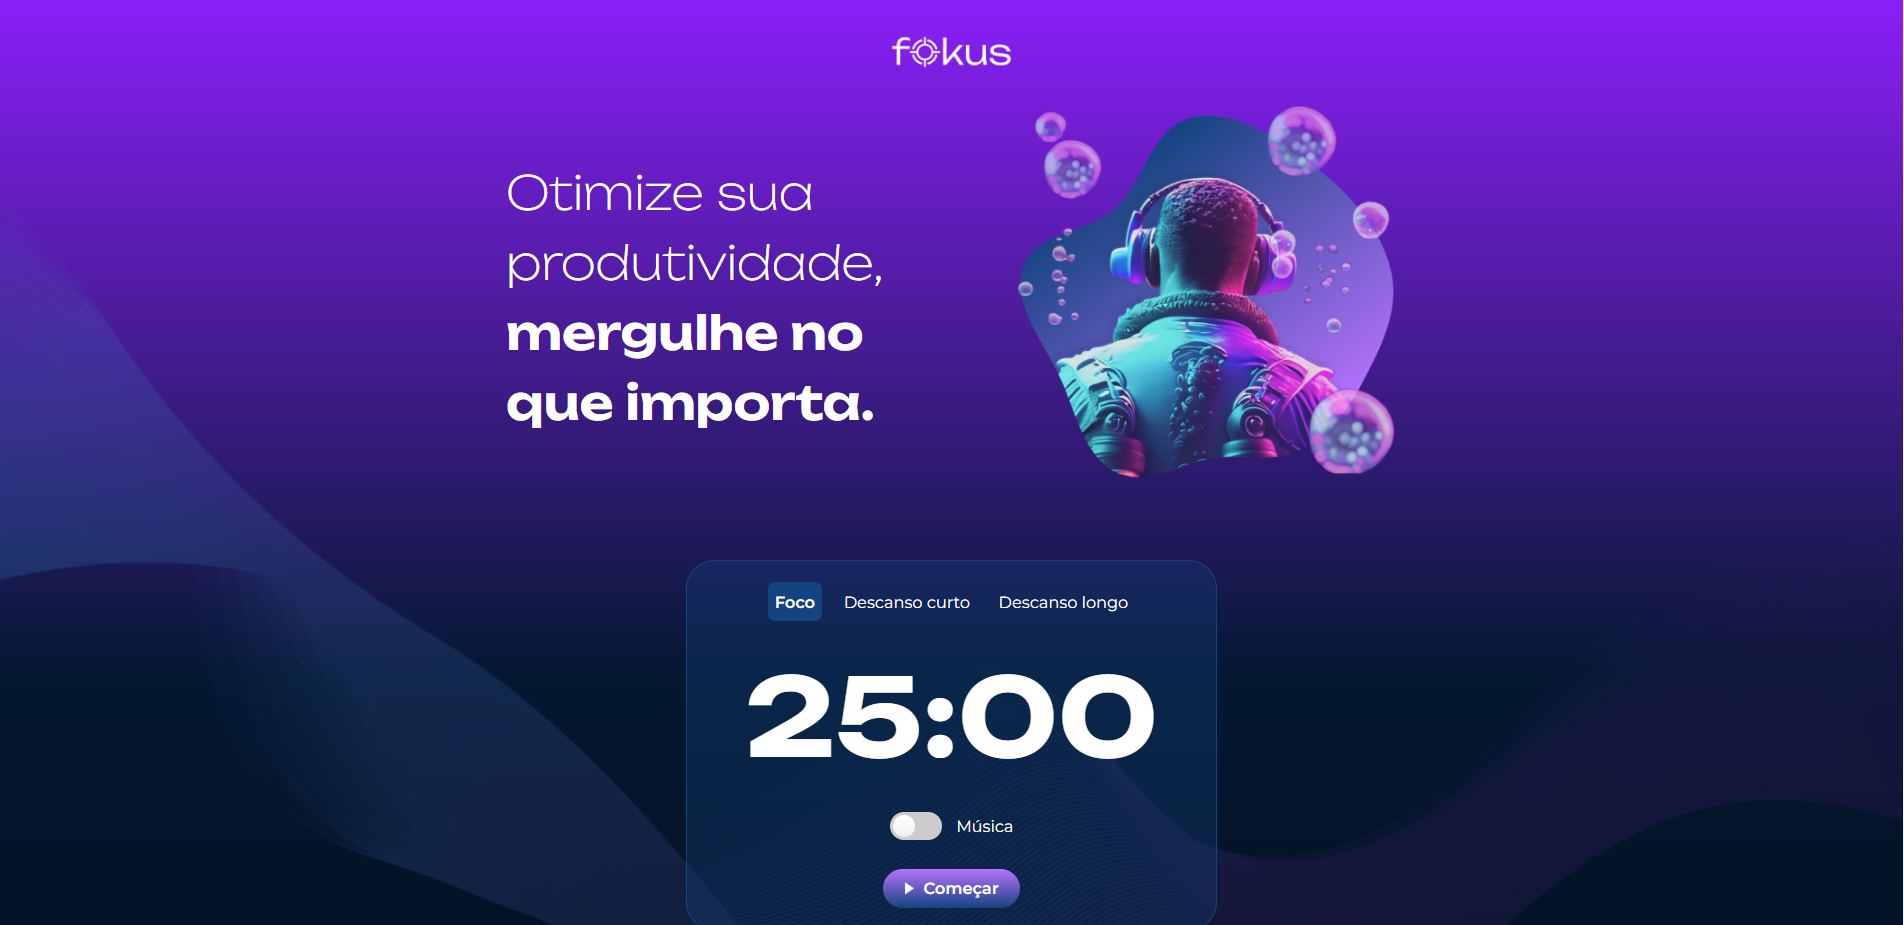 fokus
Otimize sua
produtividade,
mergulhe no
que importa.
Foco Descanso curto Descanso longo
25:00
Música
Começar